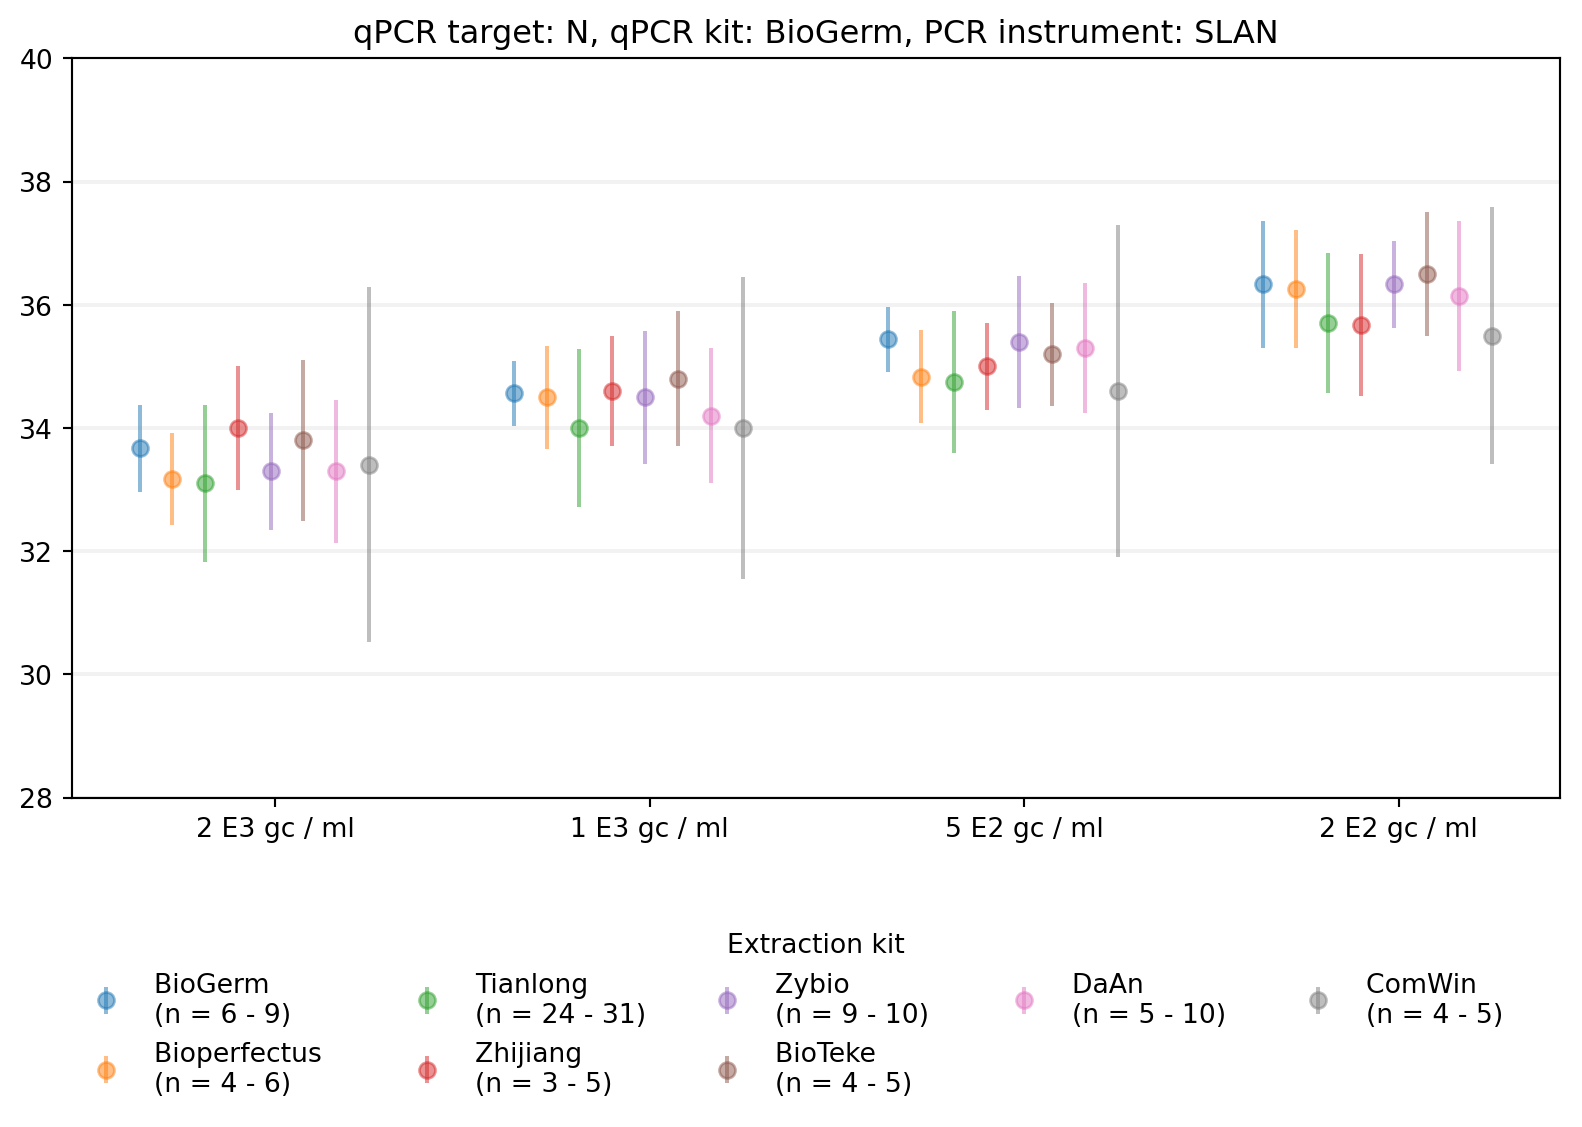 qPCR target: N, qPCR kit: BioGerm, PCR instrument: SLAN
40
38
36
34
32
30
28
2 E3 gc / ml
1 E3 gc / ml
5 E2 gc / ml
2 E2 gc / ml
Extraction kit
BioGerm
(n = 6 - 9)
Bioperfectus
(n = 4 - 6)
Tianlong
(n = 24 - 31)
Zhijiang
(n = 3 - 5)
Zybio
(n = 9 - 10)
BioTeke
(n = 4 - 5)
DaAn
(n = 5 - 10)
ComWin
(n = 4 - 5)